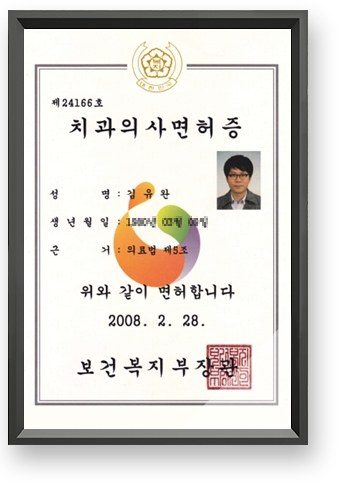 제24166호
치과의사면허증
성 명 : 김유완
생년월일 :
근 거 : 의료법 제5조
위와 같이 면허합니다
2008. 2. 28.
보건복지부장관